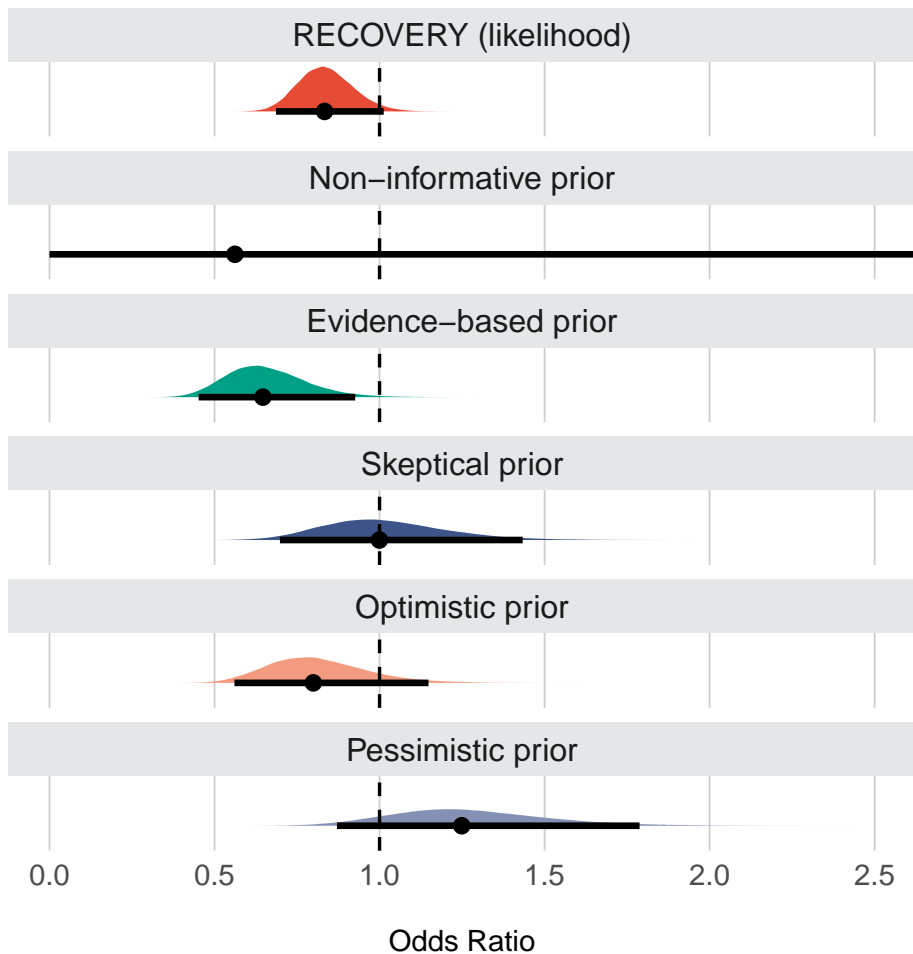 RECOVERY (likelihood)
Non−informative prior
Evidence−based prior
Skeptical prior
Optimistic prior
Pessimistic prior
0.0 0.5 1.0 1.5 2.0 2.5
Odds Ratio